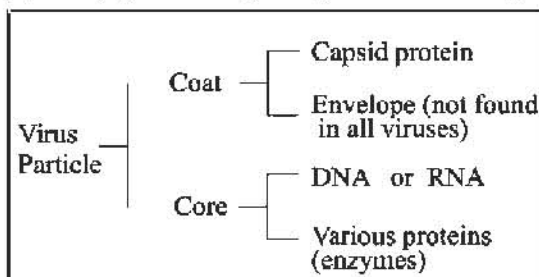 Capsid protein
Coat
Envelope (not found
in all viruses)
Virus
Particle
DNA or RNA
Core
Various proteins
(enzymes)